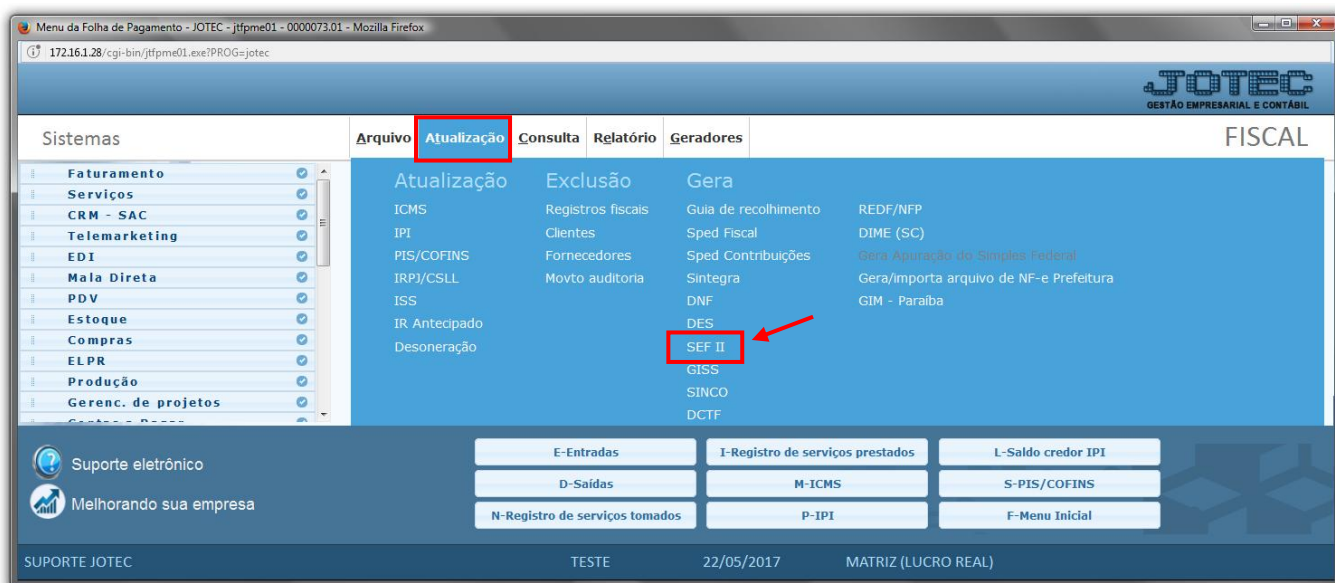 Menu da Folha de Pagamento - JOTEC - jtfpme01 - 0000073.01 - Mozilla Firefox
172.16.1.28/cgi-bin/jtfpme01.exe?PROG=jotec
JOTEC
GESTÃO EMPRESARIAL E CONTÁBIL
Sistemas
Arquivo Atualização Consulta Relatório Geradores
FISCAL
Faturamento
Serviços
CRM - SAC
Telemarketing
EDI
Mala Direta
PDV
Estoque
Compras
ELPR
Produção
Gerenc. de projetos
Atualização
ICMS
IPI
PIS/COFINS
IRPJ/CSLL
ISS
IR Antecipado
Desoneração
Exclusão
Registros fiscais
Clientes
Fornecedores
Movto auditoria
Gera
Guia de recolhimento
Sped Fiscal
Sped Contribuições
Sintegra
DNF
DES
SEF II
GISS
SINCO
DCTF
REDF/NFP
DIME (SC)
Gera Apuração do Simples Federal
Gera/importa arquivo de NF-e Prefeitura
GIM - Paraíba
Suporte eletrônico
Melhorando sua empresa
E-Entradas I-Registro de serviços prestados L-Saldo credor IPI
D-Saídas M-ICMS S-PIS/COFINS
N-Registro de serviços tomados P-IPI F-Menu Inicial
SUPORTE JOTEC TESTE 22/05/2017 MATRIZ (LUCRO REAL)